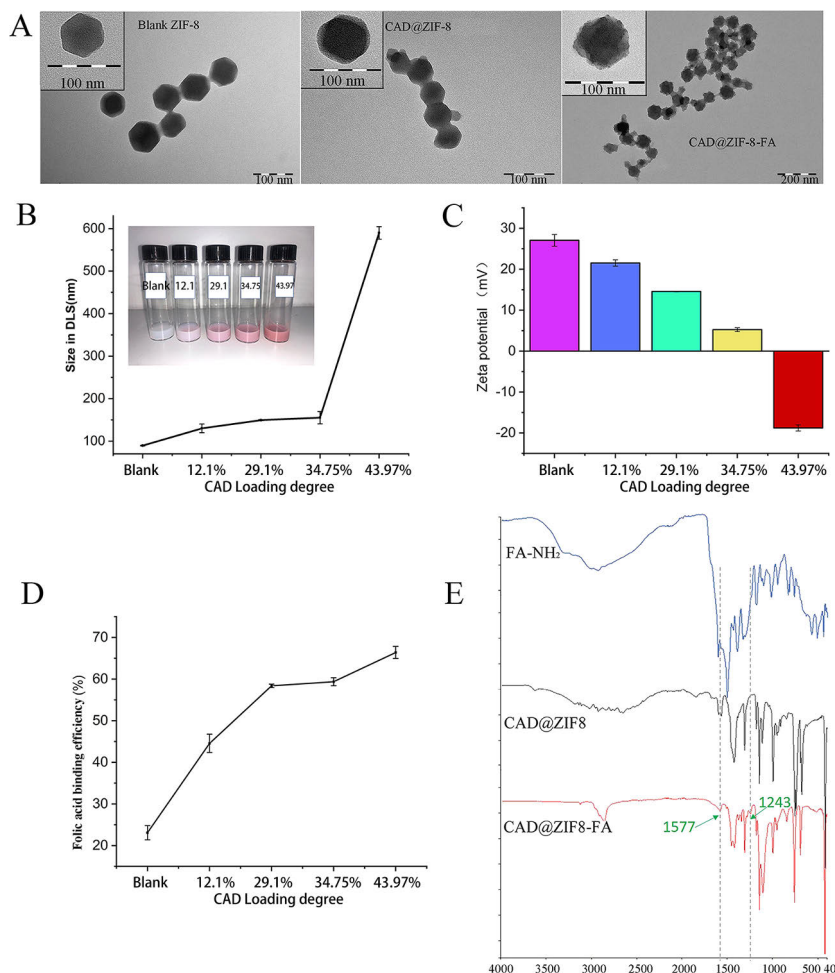 A
Blank ZIF-8
100 nm
100 nm
CAD@ZIF-8
100 nm
100 nm
CAD@ZIF-8-FA
100 nm
200 nm
B
Size in DLS(nm)
600
500
400
300
200
100
Blank
12.1
29.1
34.75
43.97
Blank 12.1% 29.1% 34.75% 43.97%
CAD Loading degree
C
Zeta potential (mV)
30
20
10
0
-10
-20
Blank 12.1% 29.1% 34.75% 43.97%
CAD Loading degree
D
Folic acid binding efficiency (%)
70
60
50
40
30
20
Blank 12.1% 29.1% 34.75% 43.97%
CAD Loading degree
E
FA-NH₂
CAD@ZIF8
CAD@ZIF8-FA
1577
1243
4000 3000 2000 1500 1000 500 40